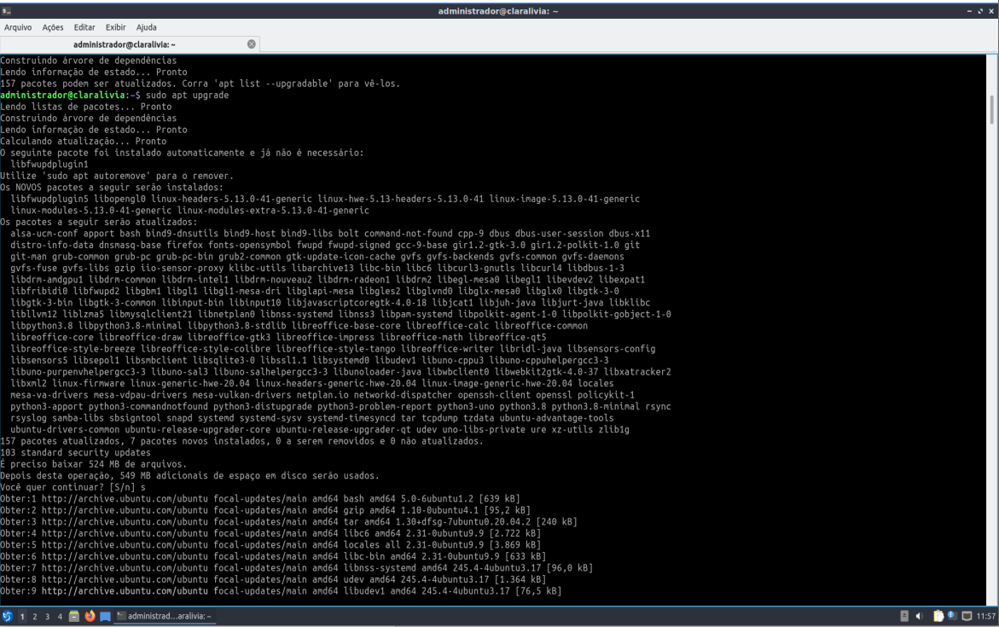 administrador@claralivia: ~
Arquivo Ações Editar Exibir Ajuda
administrador@claralivia: ~
Construindo árvore de dependências
Lendo informação de estado... Pronto
157 pacotes podem ser atualizados. Corra 'apt list --upgradable' para vê-los.
administrador@claralivia:~$ sudo apt upgrade
Lendo listas de pacotes... Pronto
Construindo árvore de dependências
Lendo informação de estado... Pronto
Calculando atualização... Pronto
O seguinte pacote foi instalado automaticamente e já não é necessário:
libfwupdplugin1
Utilize 'sudo apt autoremove' para o remover.
Os NOVOS pacotes a seguir serão instalados:
libfwupdplugin5 libopengl0 linux-headers-5.13.0-41-generic linux-hwe-5.13-headers-5.13.0-41 linux-image-5.13.0-41-generic
linux-modules-5.13.0-41-generic linux-modules-extra-5.13.0-41-generic
Os pacotes a seguir serão atualizados:
alsa-ucm-conf apport bash bind9-dnsutils bind9-host bind9-libs bolt command-not-found cpp-9 dbus dbus-user-session dbus-x11
distro-info-data dnsmasq-base firefox fonts-opensymbol fwupd fwupd-signed gcc-9-base gir1.2-gtk-3.0 gir1.2-polkit-1.0 git
git-man grub-common grub-pc grub-pc-bin grub2-common gtk-update-icon-cache gvfs gvfs-backends gvfs-common gvfs-daemons
gvfs-fuse gvfs-libs gzip iio-sensor-proxy klibc-utils libarchive13 libc-bin libc6 libcurl3-gnutls libcurl4 libdbus-1-3
libdrm-amdgpu1 libdrm-common libdrm-intel1 libdrm-nouveau2 libdrm-radeon1 libdrm2 libegl-mesa0 libegl1 libevdev2 libexpat1
libfribidi0 libfwupd2 libgbm1 libgl1 libgl1-mesa-dri libglapi-mesa libgles2 libglvnd0 libglx-mesa0 libglx0 libgtk-3-0
libgtk-3-bin libgtk-3-common libinput-bin libinput10 libjavascriptcoregtk-4.0-18 libjcat1 libjuh-java libjurt-java libklibc
libllvm12 liblzma5 libmysqlclient21 libnetplan0 libnss-systemd libnss3 libpam-systemd libpolkit-agent-1-0 libpolkit-gobject-1-0
libpython3.8 libpython3.8-minimal libpython3.8-stdlib libreoffice-base-core libreoffice-calc libreoffice-common
libreoffice-core libreoffice-draw libreoffice-gtk3 libreoffice-impress libreoffice-math libreoffice-qt5
libreoffice-style-breeze libreoffice-style-colibre libreoffice-style-tango libreoffice-writer libridl-java libsensors-config
libsensors5 libsepol1 libsmbclient libsqlite3-0 libssl1.1 libsystemd0 libudev1 libuno-cppu3 libuno-cppuhelpergcc3-3
libuno-purpenvhelpergcc3-3 libuno-sal3 libuno-salhelpergcc3-3 libunoloader-java libwbclient0 libwebkit2gtk-4.0-37 libxatracker2
libxml2 linux-firmware linux-generic-hwe-20.04 linux-headers-generic-hwe-20.04 linux-image-generic-hwe-20.04 locales
mesa-va-drivers mesa-vdpau-drivers mesa-vulkan-drivers netplan.io networkd-dispatcher openssh-client openssl policykit-1
python3-apport python3-commandnotfound python3-distupgrade python3-problem-report python3-uno python3.8 python3.8-minimal rsync
rsyslog samba-libs sbsigntool snapd systemd systemd-sysv systemd-timesyncd tar tcpdump tzdata ubuntu-advantage-tools
ubuntu-drivers-common ubuntu-release-upgrader-core ubuntu-release-upgrader-qt udev uno-libs-private ure xz-utils zlib1g
157 pacotes atualizados, 7 pacotes novos instalados, 0 a serem removidos e 0 não atualizados.
103 standard security updates
É preciso baixar 524 MB de arquivos.
Depois desta operação, 549 MB adicionais de espaço em disco serão usados.
Você quer continuar? [S/n] s
Obter:1 http://archive.ubuntu.com/ubuntu focal-updates/main amd64 bash amd64 5.0-6ubuntu1.2 [639 kB]
Obter:2 http://archive.ubuntu.com/ubuntu focal-updates/main amd64 gzip amd64 1.10-0ubuntu4.1 [95,2 kB]
Obter:3 http://archive.ubuntu.com/ubuntu focal-updates/main amd64 tar amd64 1.30+dfsg-7ubuntu0.20.04.2 [240 kB]
Obter:4 http://archive.ubuntu.com/ubuntu focal-updates/main amd64 libc6 amd64 2.31-0ubuntu9.9 [2.722 kB]
Obter:5 http://archive.ubuntu.com/ubuntu focal-updates/main amd64 locales all 2.31-0ubuntu9.9 [3.869 kB]
Obter:6 http://archive.ubuntu.com/ubuntu focal-updates/main amd64 libc-bin amd64 2.31-0ubuntu9.9 [633 kB]
Obter:7 http://archive.ubuntu.com/ubuntu focal-updates/main amd64 libnss-systemd amd64 245.4-4ubuntu3.17 [96,0 kB]
Obter:8 http://archive.ubuntu.com/ubuntu focal-updates/main amd64 udev amd64 245.4-4ubuntu3.17 [1.364 kB]
Obter:9 http://archive.ubuntu.com/ubuntu focal-updates/main amd64 libudev1 amd64 245.4-4ubuntu3.17 [76,5 kB]
1 2 3 4 administrad...aralivia: ~ 11:57